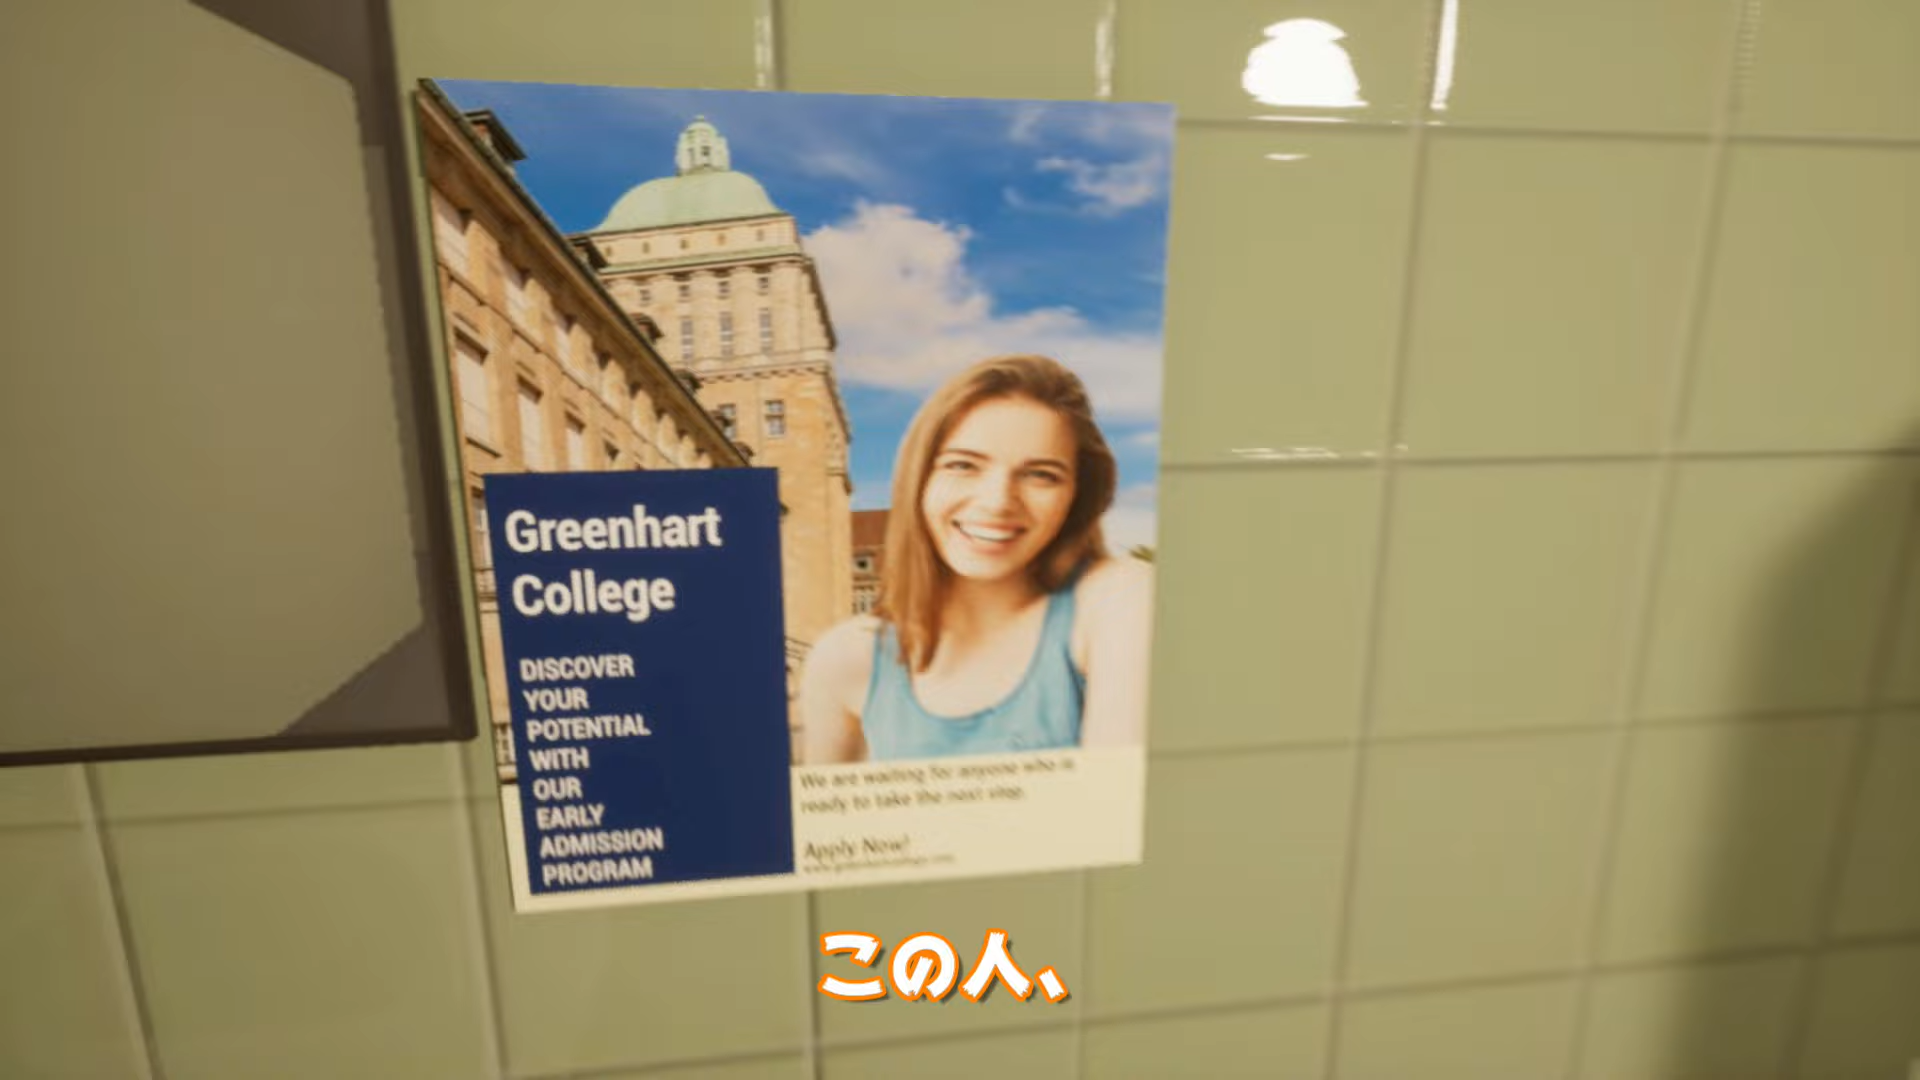 Greenhart
College
DISCOVER
YOUR
POTENTIAL
WITH
OUR
EARLY
ADMISSION
PROGRAM
We are waiting for anyone who is
ready to take the next step.
Apply Now!
この人、